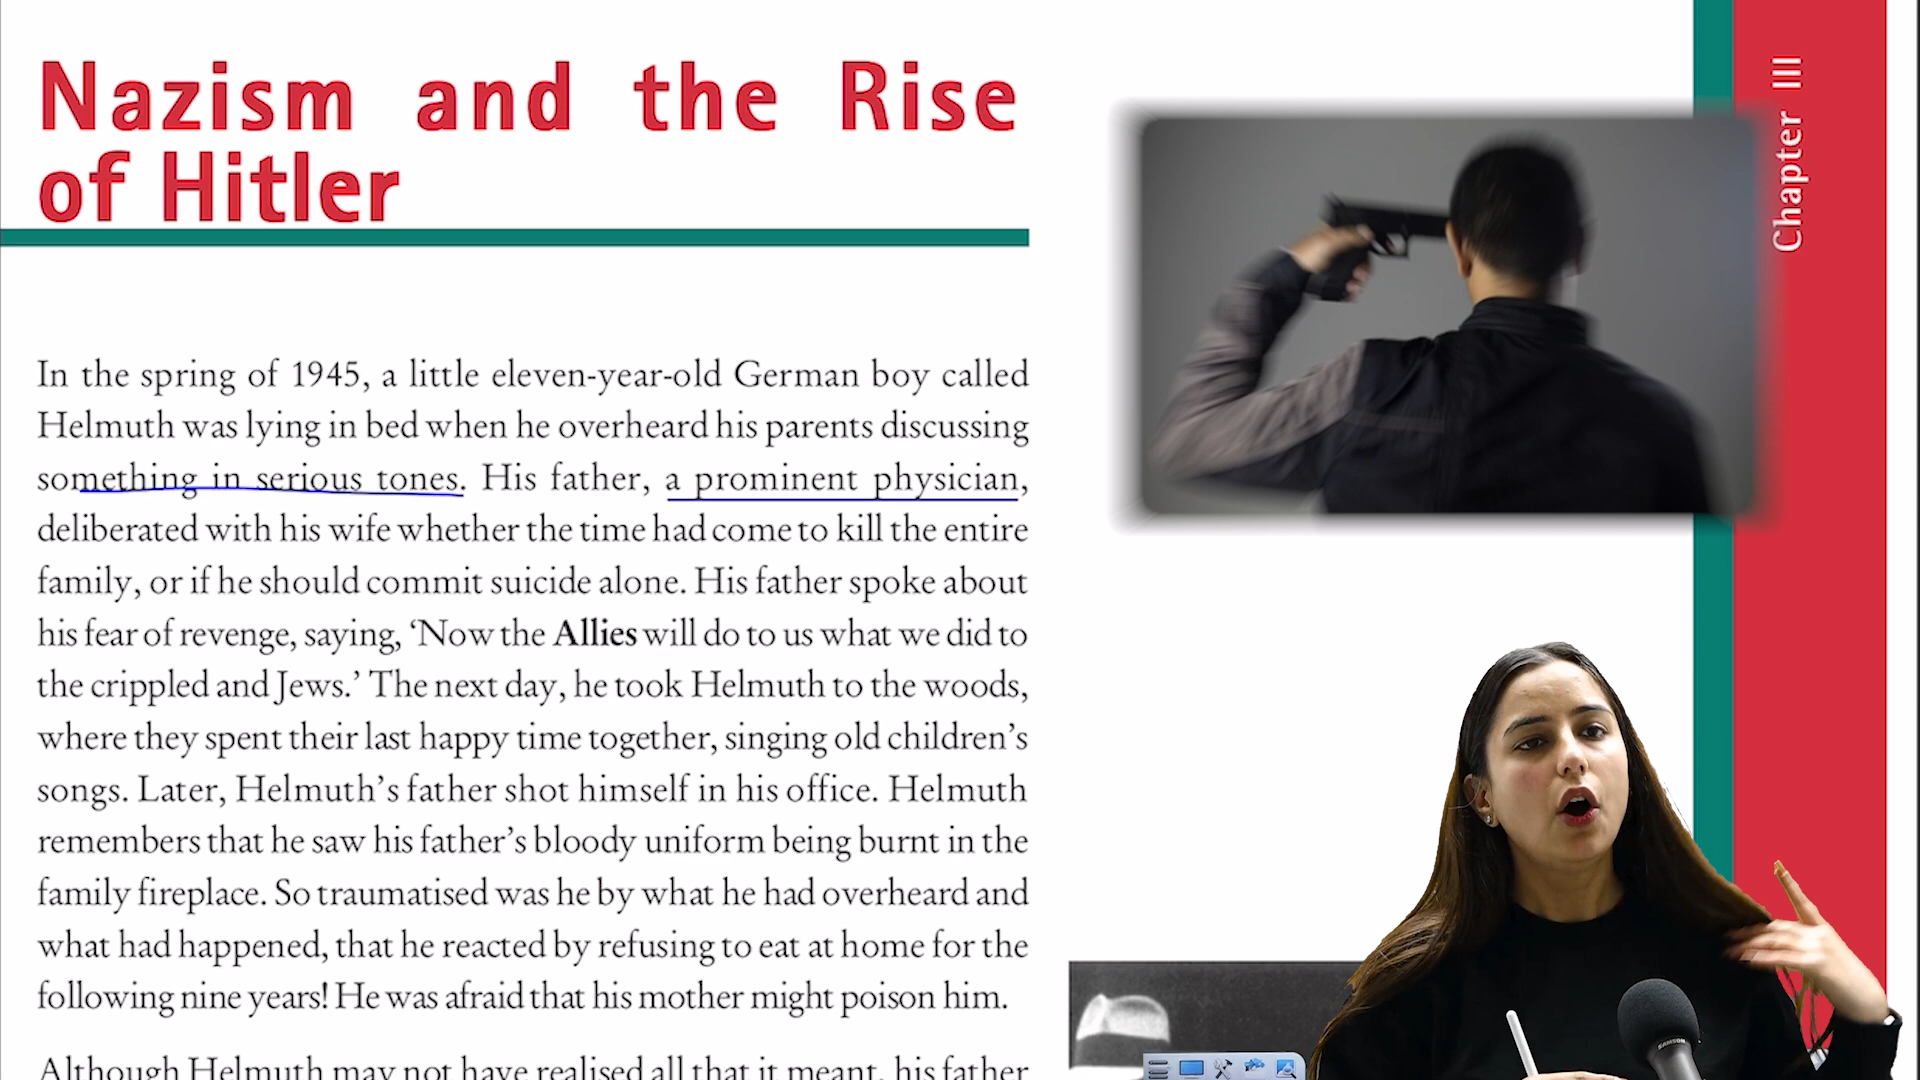 Nazism and the Rise
of Hitler
Chapter III
In the spring of 1945, a little eleven-year-old German boy called
Helmuth was lying in bed when he overheard his parents discussing
something in serious tones. His father, a prominent physician,
deliberated with his wife whether the time had come to kill the entire
family, or if he should commit suicide alone. His father spoke about
his fear of revenge, saying, ‘Now the Allies will do to us what we did to
the crippled and Jews.’ The next day, he took Helmuth to the woods,
where they spent their last happy time together, singing old children’s
songs. Later, Helmuth’s father shot himself in his office. Helmuth
remembers that he saw his father’s bloody uniform being burnt in the
family fireplace. So traumatised was he by what he had overheard and
what had happened, that he reacted by refusing to eat at home for the
following nine years! He was afraid that his mother might poison him.
Although Helmuth may not have realised all that it meant, his father
SAMSON